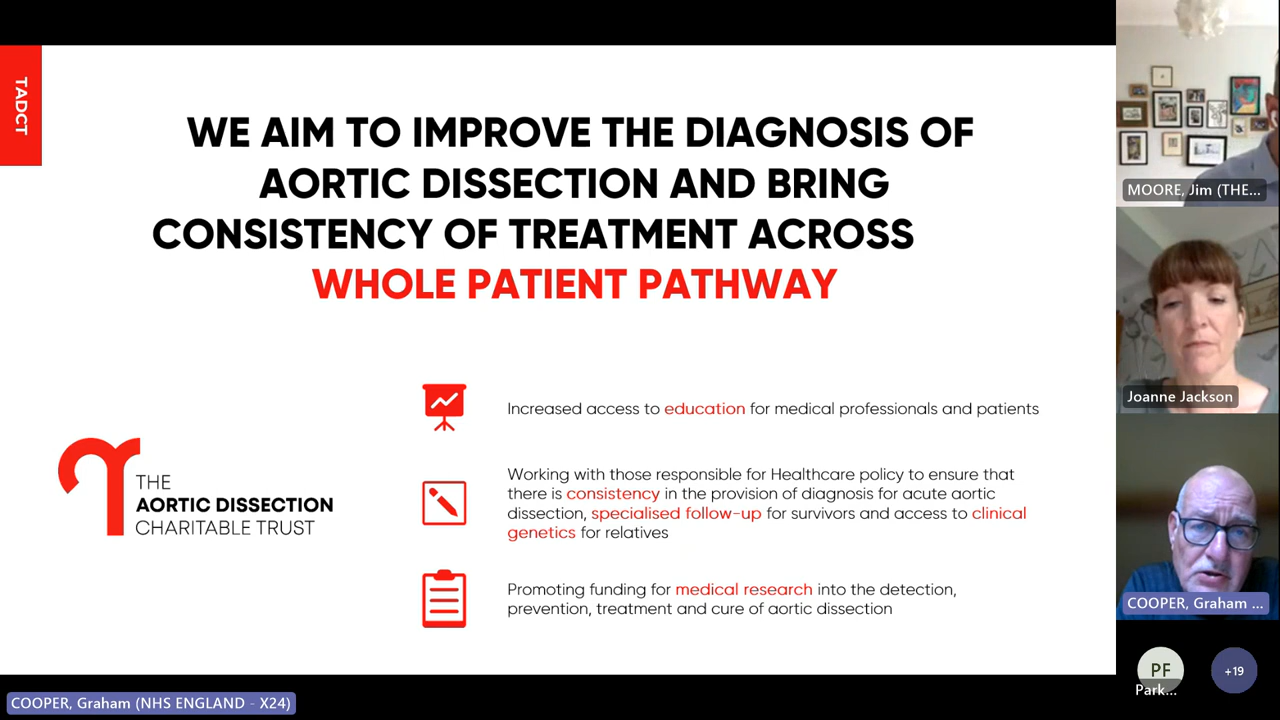 TADCT
WE AIM TO IMPROVE THE DIAGNOSIS OF
AORTIC DISSECTION AND BRING
CONSISTENCY OF TREATMENT ACROSS
WHOLE PATIENT PATHWAY
Increased access to education for medical professionals and patients
Working with those responsible for Healthcare policy to ensure that
there is consistency in the provision of diagnosis for acute aortic
dissection, specialised follow-up for survivors and access to clinical
genetics for relatives
Promoting funding for medical research into the detection,
prevention, treatment and cure of aortic dissection
THE
AORTIC DISSECTION
CHARITABLE TRUST
MOORE, Jim (THE...
Joanne Jackson
COOPER, Graham ...
PF
Park...
+19
COOPER, Graham (NHS ENGLAND - X24)